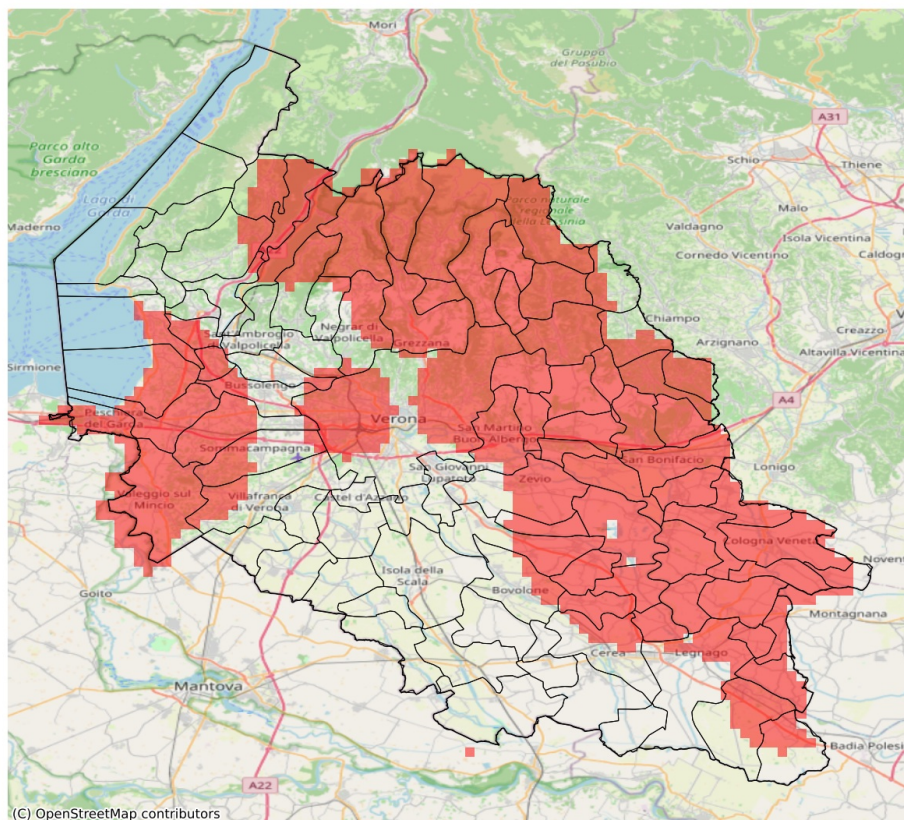 Mori
Gruppo
del Pasubio
A31
Schio
Thiene
Parco alto
Garda
bresciano
Lago di
Garda
Maderno
Parco naturale
regionale
della Lessinia
Malo
Valdagno
Isola Vicentina
Cornedo Vicentino
Caldogn
Chiampo
Negrar di
Valpolicella
Sant'Ambrogio
di Valpolicella
Grezzana
Arzignano
Creazzo
Altavilla Vicentina
V
Sirmione
Bussolengo
A4
Peschiera
del Garda
Verona
San Martino
Buon Albergo
Sommacampagna
San Bonifacio
Lonigo
San Giovanni
Lupatoto
Zevio
Valeggio sul
Mincio
Villafranca
di Verona
Castel d'Azzano
Cologna Veneta
Novent
Isola della
Scala
Goito
Bovolone
Montagnana
Cerea
Legnago
Mantova
Badia Polesi
A22
(C) OpenStreetMap contributors